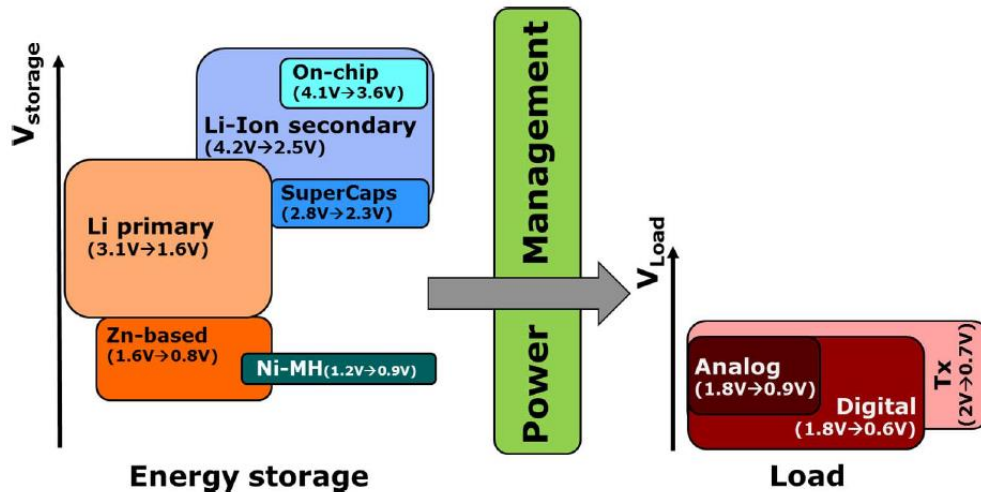 V storage
On-chip
(4.1V→3.6V)
Li-Ion secondary
(4.2V→2.5V)
SuperCaps
(2.8V→2.3V)
Li primary
(3.1V→1.6V)
Zn-based
(1.6V→0.8V)
Ni-MH(1.2V→0.9V)
Energy storage
Power Management
V Load
Analog
(1.8V→0.9V)
Digital
(1.8V→0.6V)
Tx
(2V→0.7V)
Load